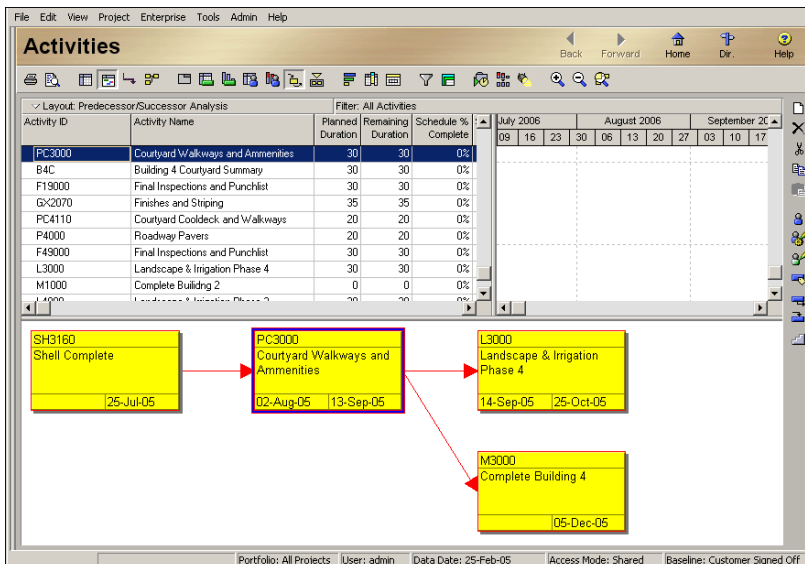 File Edit View Project Enterprise Tools Admin Help
Activities
Back Forward Home Dir. Help
Layout: Predecessor/Successor Analysis Filter: All Activities
Activity ID Activity Name Planned Duration Remaining Duration Schedule % Complete
July 2006 August 2006 September 20
09 16 23 30 06 13 20 27 03 10 17
PC3000 Courtyard Walkways and Ammenities 30 30 0%
B4C Building 4 Courtyard Summary 30 30 0%
F19000 Final Inspections and Punchlist 30 30 0%
GX2070 Finishes and Striping 35 35 0%
PC4110 Courtyard Cooldeck and Walkways 20 20 0%
P4000 Roadway Pavers 20 20 0%
F49000 Final Inspections and Punchlist 30 30 0%
L3000 Landscape & Irrigation Phase 4 30 30 0%
M1000 Complete Builidng 2 0 0 0%
SH3160
Shell Complete
25-Jul-05
PC3000
Courtyard Walkways and
Ammenities
02-Aug-05 13-Sep-05
L3000
Landscape & Irrigation
Phase 4
14-Sep-05 25-Oct-05
M3000
Complete Building 4
05-Dec-05
Portfolio: All Projects User: admin Data Date: 25-Feb-05 Access Mode: Shared Baseline: Customer Signed Off